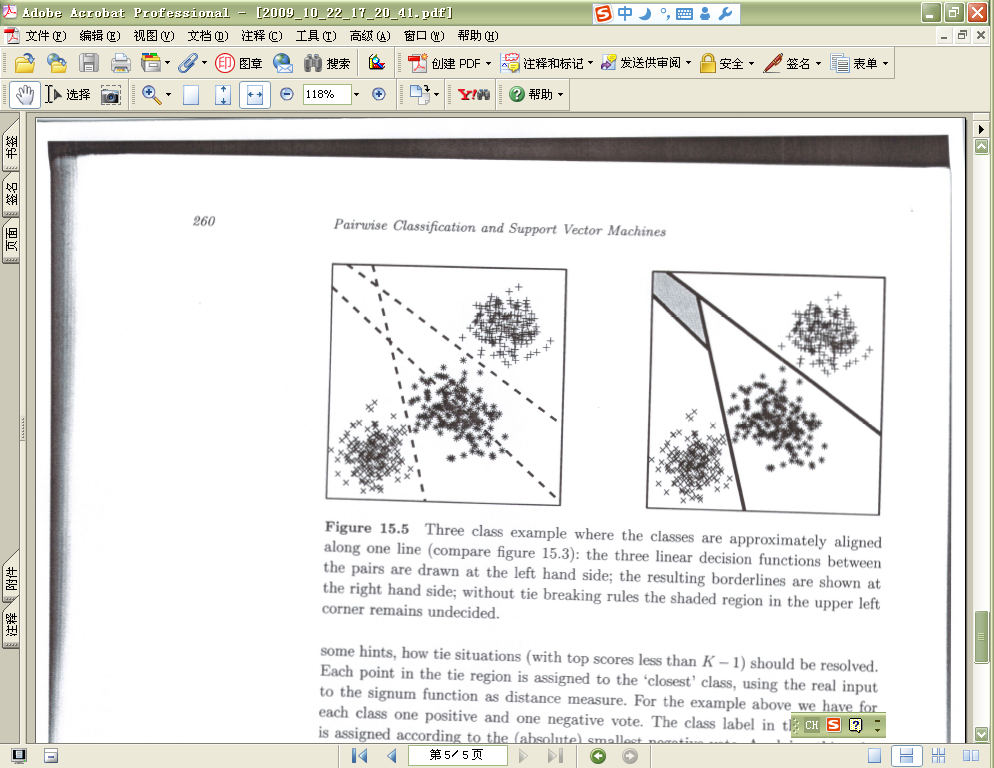 Adobe Acrobat Professional - [2009_10_22_17_20_41.pdf]
中
文件(F) 编辑(E) 视图(V) 文档(D) 注释(C) 工具(T) 高级(A) 窗口(W) 帮助(H)
图章 搜索 创建 PDF 注释和标记 发送供审阅 安全 签名 表单
选择 118% Y! 帮助
书签
签名
页面
附件
注释
260
Pairwise Classification and Support Vector Machines
Figure 15.5 Three class example where the classes are approximately aligned
along one line (compare figure 15.3): the three linear decision functions between
the pairs are drawn at the left hand side; the resulting borderlines are shown at
the right hand side; without tie breaking rules the shaded region in the upper left
corner remains undecided.
some hints, how tie situations (with top scores less than K − 1) should be resolved.
Each point in the tie region is assigned to the ‘closest’ class, using the real input
to the signum function as distance measure. For the example above we have for
each class one positive and one negative vote. The class label in
is assigned according to the (absolute) smallest negative vote.
CH S
第 5/ 5 页